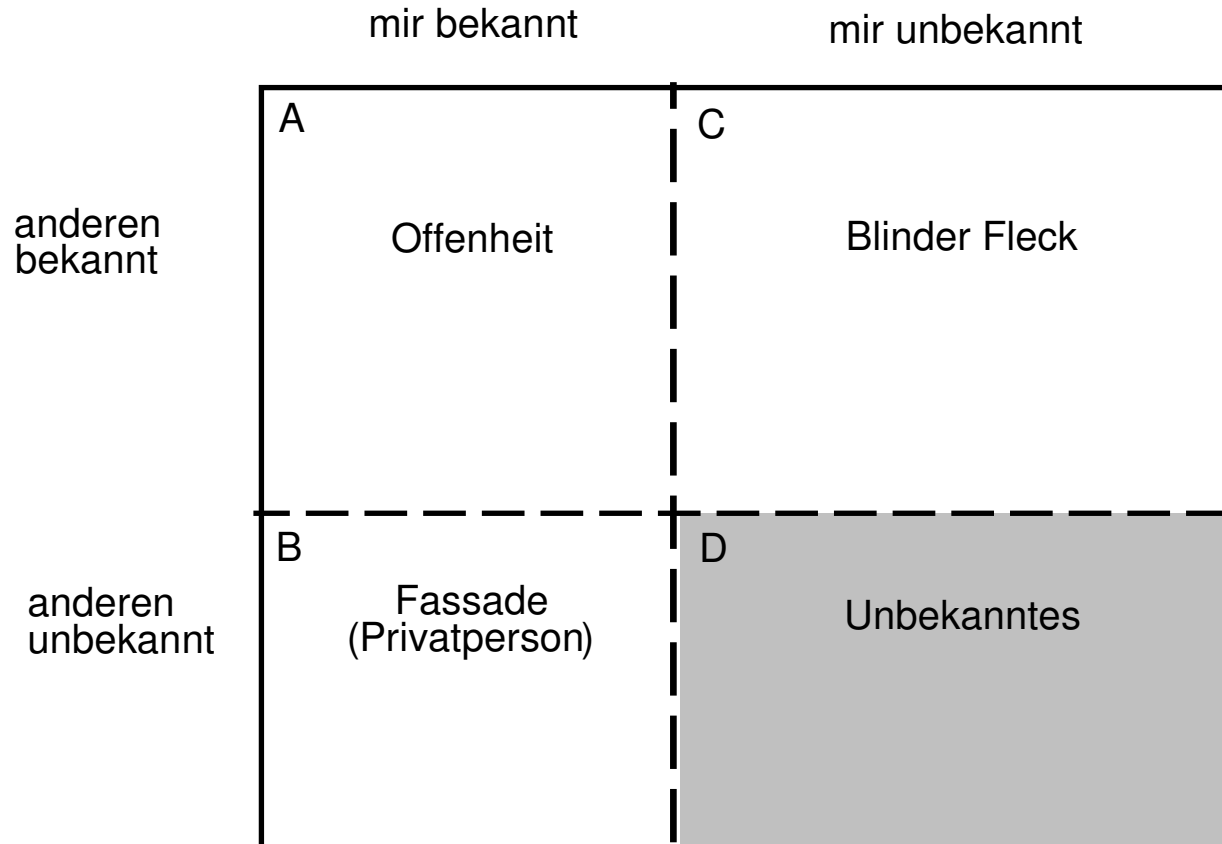 mir bekannt
mir unbekannt
A
C
anderen
bekannt
Offenheit
Blinder Fleck
B
D
anderen
unbekannt
Fassade
(Privatperson)
Unbekanntes